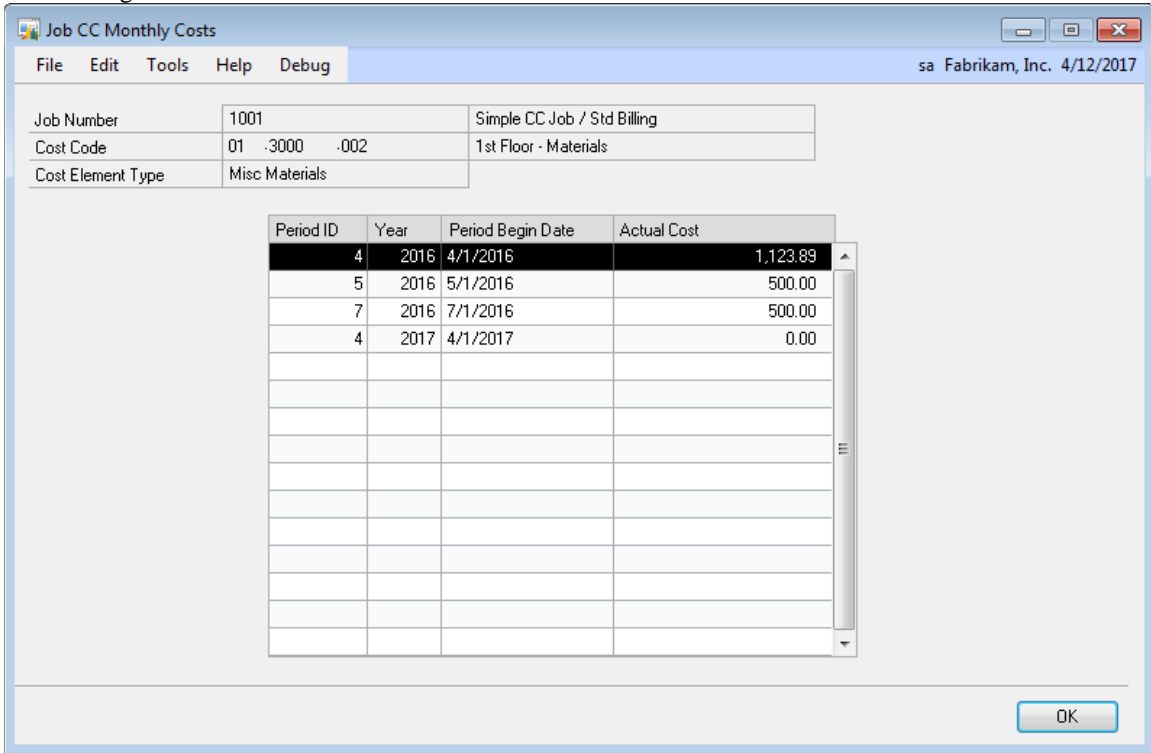 Job CC Monthly Costs
File Edit Tools Help Debug sa Fabrikam, Inc. 4/12/2017
Job Number 1001 Simple CC Job / Std Billing
Cost Code 01 -3000 -002 1st Floor - Materials
Cost Element Type Misc Materials
Period ID Year Period Begin Date Actual Cost
4 2016 4/1/2016 1,123.89
5 2016 5/1/2016 500.00
7 2016 7/1/2016 500.00
4 2017 4/1/2017 0.00
OK